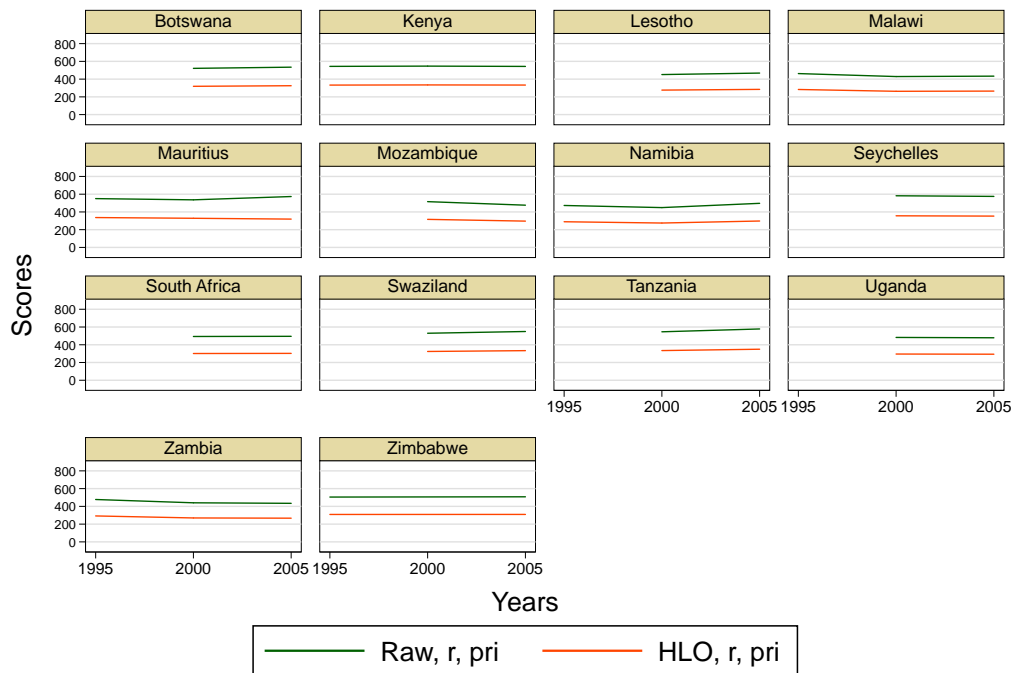 Botswana Kenya Lesotho Malawi
800
600
400
200
0
Mauritius Mozambique Namibia Seychelles
800
600
400
200
0
South Africa Swaziland Tanzania Uganda
800
600
400
200
0
1995 2000 2005 1995 2000 2005
Zambia Zimbabwe
800
600
400
200
0
1995 2000 2005 1995 2000 2005
Scores
Years
Raw, r, pri HLO, r, pri